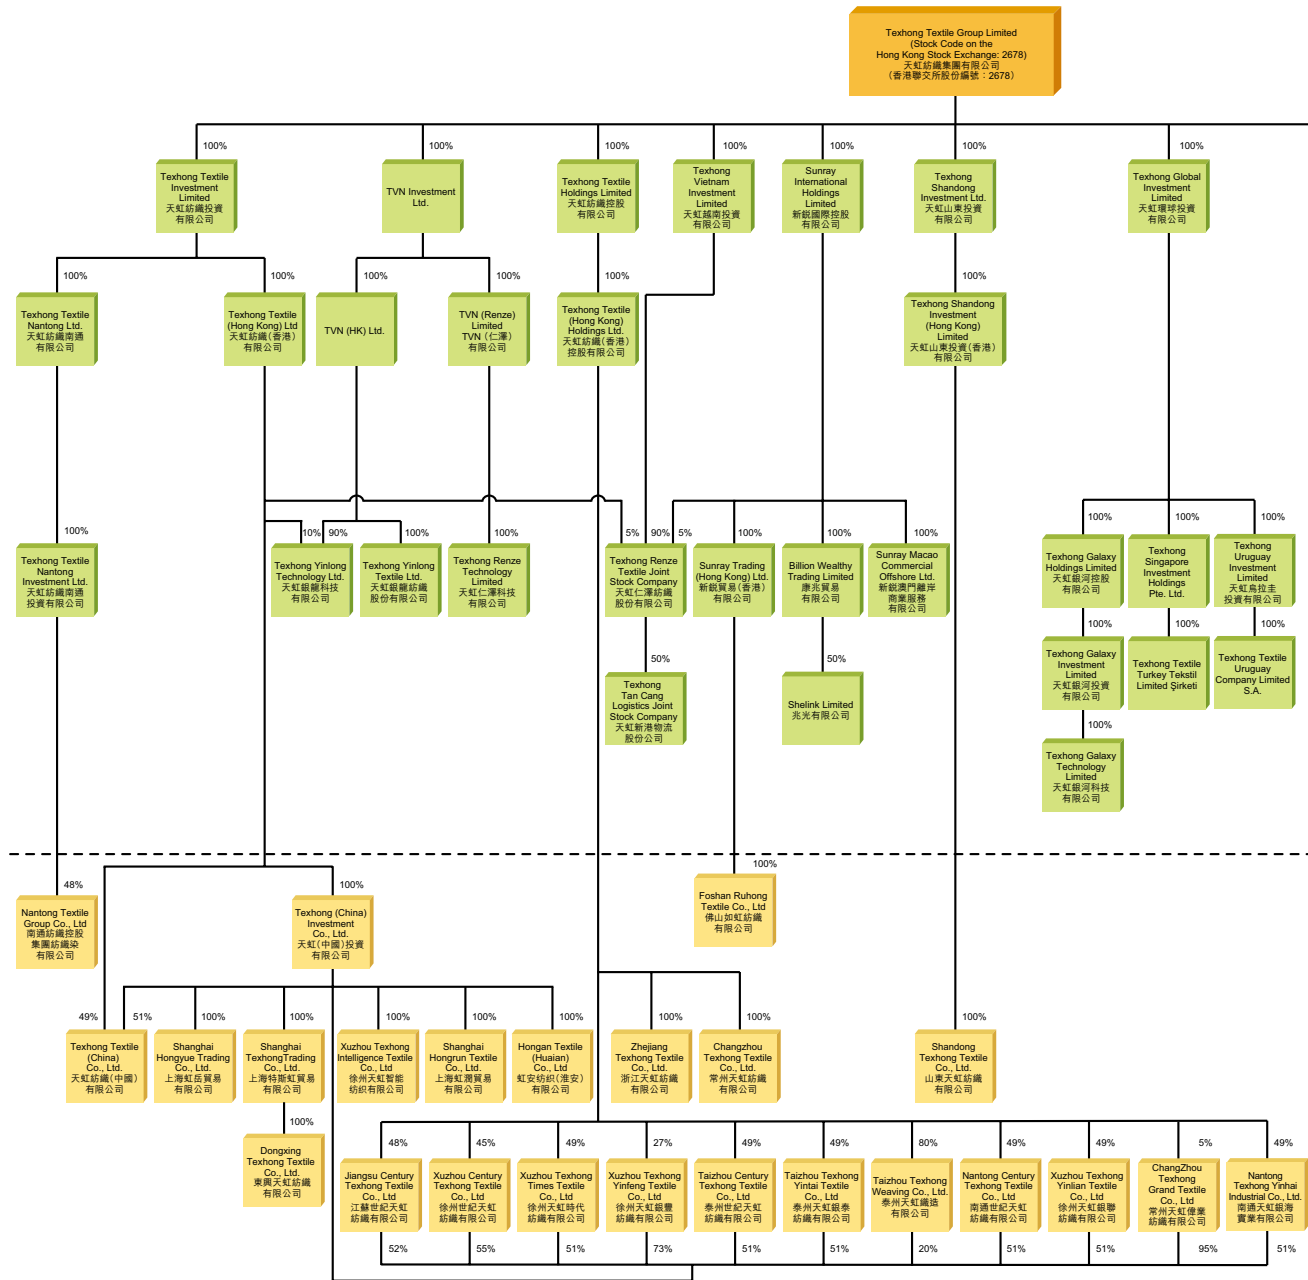 Texhong Textile Group Limited
(Stock Code on the
Hong Kong Stock Exchange: 2678)
天虹紡織集團有限公司
（香港聯交所股份編號：2678）
100%
100%
100%
100%
100%
100%
100%
Texhong Textile
Investment
Limited
天虹紡織投資
有限公司
TVN Investment
Ltd.
Texhong Textile
Holdings Limited
天虹紡織控股
有限公司
Texhong
Vietnam
Investment
Limited
天虹越南投資
有限公司
Sunray
International
Holdings
Limited
新銳國際控股
有限公司
Texhong
Shandong
Investment Ltd.
天虹山東投資
有限公司
Texhong Global
Investment
Limited
天虹環球投資
有限公司
100%
100%
100%
100%
100%
100%
Texhong Textile
Nantong Ltd.
天虹紡織南通
有限公司
Texhong Textile
(Hong Kong) Ltd
天虹紡織（香港）
有限公司
TVN (HK) Ltd.
TVN (Renze)
Limited
TVN（仁澤）
有限公司
Texhong Textile
(Hong Kong)
Holdings Ltd.
天虹紡織（香港）
控股有限公司
Texhong Shandong
Investment
(Hong Kong)
Limited
天虹山東投資（香港）
有限公司
100%
10%
90%
100%
100%
5%
90%
5%
100%
100%
100%
100%
100%
100%
Texhong Textile
Nantong
Investment Ltd.
天虹紡織南通
投資有限公司
Texhong Yinlong
Technology Ltd.
天虹銀龍科技
有限公司
Texhong Yinlong
Textile Ltd.
天虹銀龍紡織
股份有限公司
Texhong Renze
Technology
Limited
天虹仁澤科技
有限公司
Texhong Renze
Textile Joint
Stock Company
天虹仁澤紡織
股份有限公司
Sunray Trading
(Hong Kong) Ltd.
新銳貿易（香港）
有限公司
Billion Wealthy
Trading Limited
康兆貿易
有限公司
Sunray Macao
Commercial
Offshore Ltd.
新銳澳門離岸
商業服務
有限公司
Texhong Galaxy
Holdings Limited
天虹銀河控股
有限公司
Texhong
Singapore
Investment
Holdings
Pte. Ltd.
Texhong
Uruguay
Investment
Limited
天虹烏拉圭
投資有限公司
50%
50%
100%
100%
100%
Texhong
Tan Cang
Logistics Joint
Stock Company
天虹新港物流
股份公司
Shelink Limited
兆光有限公司
Texhong Galaxy
Investment
Limited
天虹銀河投資
有限公司
Texhong Textile
Turkey Tekstil
Limited Şirketi
Texhong Textile
Uruguay
Company Limited
S.A.
100%
Texhong Galaxy
Technology
Limited
天虹銀河科技
有限公司
48%
100%
100%
Nantong Textile
Group Co., Ltd
南通紡織控股
集團紡織染
有限公司
Texhong (China)
Investment
Co., Ltd.
天虹（中國）投資
有限公司
Foshan Ruhong
Textile Co., Ltd
佛山如虹紡織
有限公司
49%
51%
100%
100%
100%
100%
100%
100%
100%
100%
Texhong Textile
(China)
Co., Ltd.
天虹紡織（中國）
有限公司
Shanghai
Hongyue Trading
Co., Ltd.
上海虹岳貿易
有限公司
Shanghai
TexhongTrading
Co., Ltd.
上海特斯虹貿易
有限公司
Xuzhou Texhong
Intelligence Textile
Co., Ltd
徐州天虹智能
纺织有限公司
Shanghai
Hongrun Textile
Co., Ltd.
上海虹潤貿易
有限公司
Hongan Textile
(Huaian)
Co., Ltd
虹安纺织（淮安）
有限公司
Zhejiang
Texhong Textile
Co., Ltd.
浙江天虹紡織
有限公司
Changzhou
Texhong Textile
Co., Ltd.
常州天虹紡織
有限公司
Shandong
Texhong Textile
Co., Ltd.
山東天虹紡織
有限公司
100%
Dongxing
Texhong Textile
Co., Ltd.
東興天虹紡織
有限公司
48%
45%
49%
27%
49%
49%
80%
49%
49%
5%
49%
Jiangsu Century
Texhong Textile
Co., Ltd
江蘇世紀天虹
紡織有限公司
Xuzhou Century
Yinfeng Textile
Co., Ltd
徐州世紀天虹
紡織有限公司
Xuzhou Texhong
Times Textile
Co., Ltd
徐州天虹時代
紡織有限公司
Xuzhou Texhong
Yinfeng Textile
Co., Ltd
徐州天虹銀豐
紡織有限公司
Taizhou Century
Texhong Textile
Co., Ltd
泰州世紀天虹
紡織有限公司
Taizhou Texhong
Yintai Textile
Co., Ltd
泰州天虹銀泰
紡織有限公司
Taizhou Texhong
Weaving Co., Ltd.
泰州天虹織造
有限公司
Nantong Century
Texhong Textile
Co., Ltd
南通世紀天虹
紡織有限公司
Xuzhou Texhong
Yinlian Textile
Co., Ltd
徐州天虹銀聯
紡織有限公司
ChangZhou
Texhong
Grand Textile
Co., Ltd
常州天虹偉業
紡織有限公司
Nantong
Texhong Yinhai
Industrial Co., Ltd.
南通天虹銀海
實業有限公司
52%
55%
51%
73%
51%
51%
20%
51%
51%
95%
51%